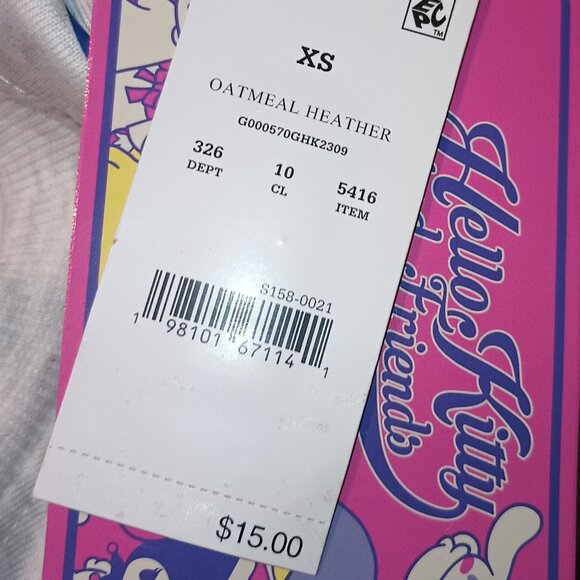 EPC™
XS
OATMEAL HEATHER
G000570GHK2309
326 10 5416
DEPT CL ITEM
S158-0021
1 98101 67114 1
$15.00
Hello Kitty
and Friends